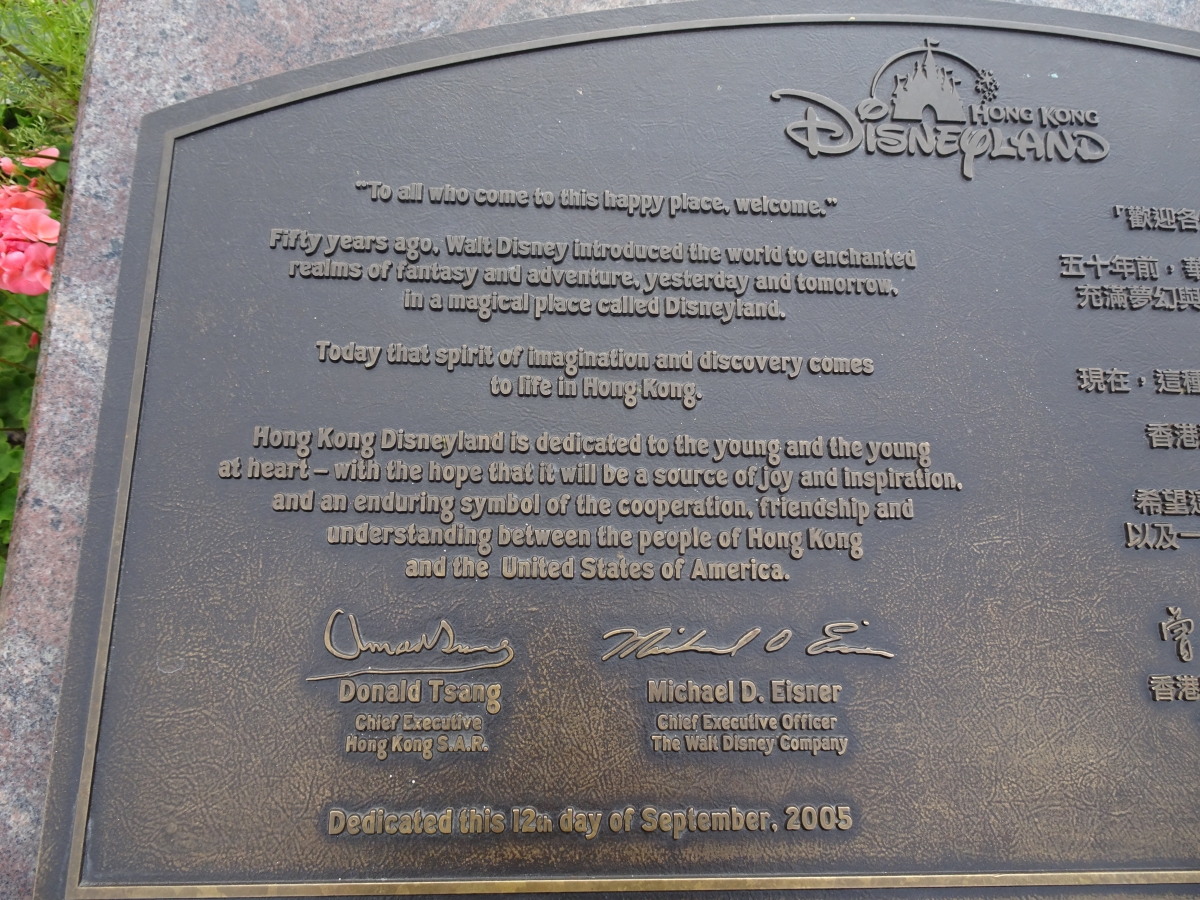 Hong Kong
Disneyland
“To all who come to this happy place, welcome.”
Fifty years ago, Walt Disney introduced the world to enchanted
realms of fantasy and adventure, yesterday and tomorrow,
in a magical place called Disneyland.
Today that spirit of imagination and discovery comes
to life in Hong Kong.
Hong Kong Disneyland is dedicated to the young and the young
at heart – with the hope that it will be a source of joy and inspiration,
and an enduring symbol of the cooperation, friendship and
understanding between the people of Hong Kong
and the United States of America.
Donald Tsang
Chief Executive
Hong Kong S.A.R.
Michael D. Eisner
Chief Executive Officer
The Walt Disney Company
Dedicated this 12th day of September, 2005
「歡迎各
五十年前，華
充滿夢幻與
現在，這種
香港
希望
以及一
曾
香港